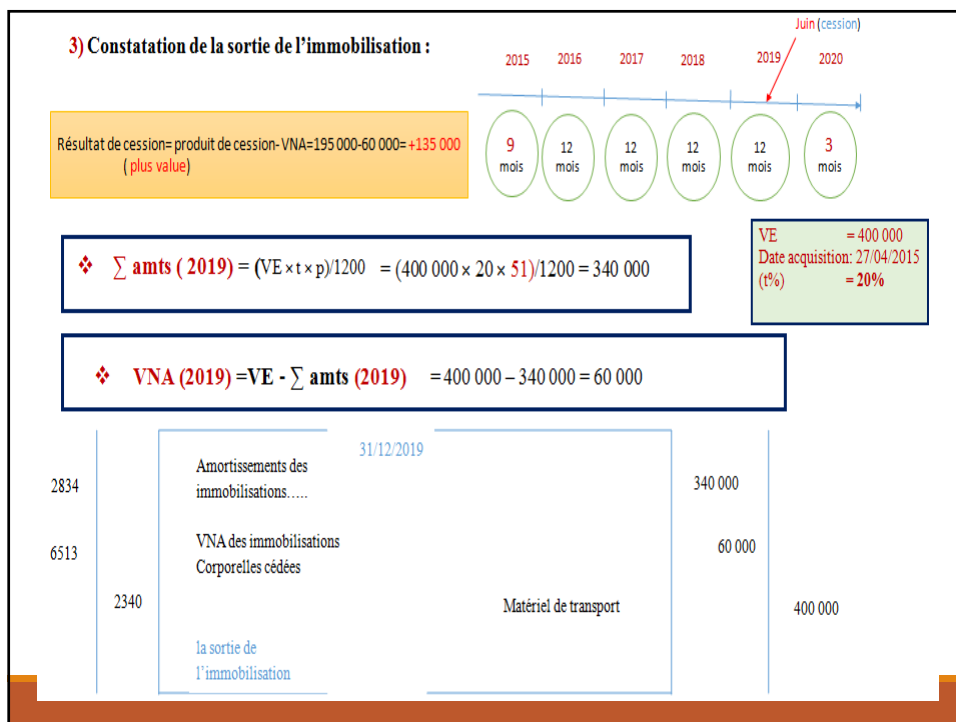 3) Constatation de la sortie de l’immobilisation :
Juin (cession)
2015 2016 2017 2018 2019 2020
Résultat de cession= produit de cession- VNA=195 000-60 000= +135 000
( plus value)
9 mois
12 mois
12 mois
12 mois
12 mois
3 mois
❖ ∑ amts ( 2019) = (VE × t × p)/1200 = (400 000 × 20 × 51)/1200 = 340 000
VE = 400 000
Date acquisition: 27/04/2015
(t%) = 20%
❖ VNA (2019) =VE - ∑ amts (2019) = 400 000 – 340 000 = 60 000
31/12/2019
2834 Amortissements des 340 000
immobilisations…..
6513 VNA des immobilisations 60 000
Corporelles cédées
2340 Matériel de transport 400 000
la sortie de
l’immobilisation